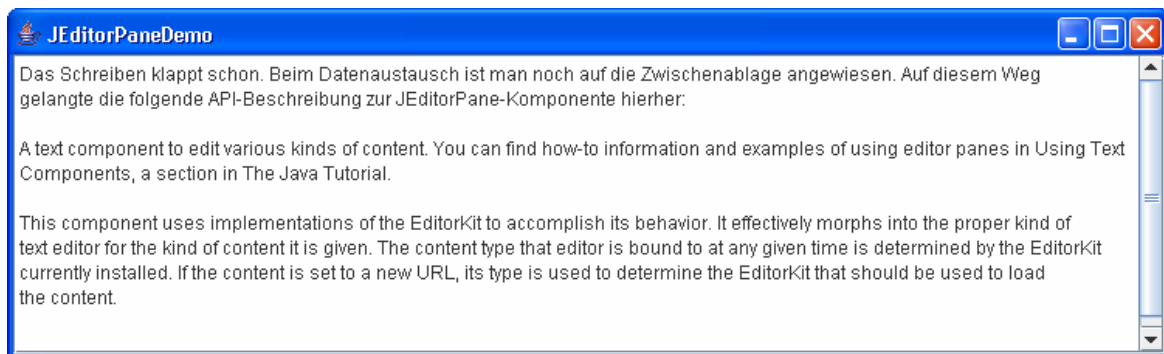 JEditorPaneDemo
Das Schreiben klappt schon. Beim Datenaustausch ist man noch auf die Zwischenablage angewiesen. Auf diesem Weg
gelangte die folgende API-Beschreibung zur JEditorPane-Komponente hierher:
A text component to edit various kinds of content. You can find how-to information and examples of using editor panes in Using Text
Components, a section in The Java Tutorial.
This component uses implementations of the EditorKit to accomplish its behavior. It effectively morphs into the proper kind of
text editor for the kind of content it is given. The content type that editor is bound to at any given time is determined by the EditorKit
currently installed. If the content is set to a new URL, its type is used to determine the EditorKit that should be used to load
the content.